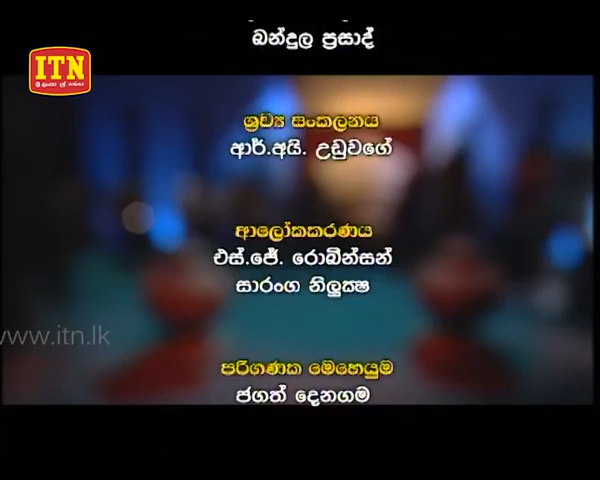 බන්දුල ප්‍රසාද්
ITN
ශ්‍රව්‍ය සංකලනය
ආර්.අයි. උඩුවගේ
ආලෝකකරණය
එස්.ජේ. රොබින්සන්
සාරංග නිලුක්ෂ
www.itn.lk
පරිගණක මෙහෙයුම
ජගත් දෙනගම